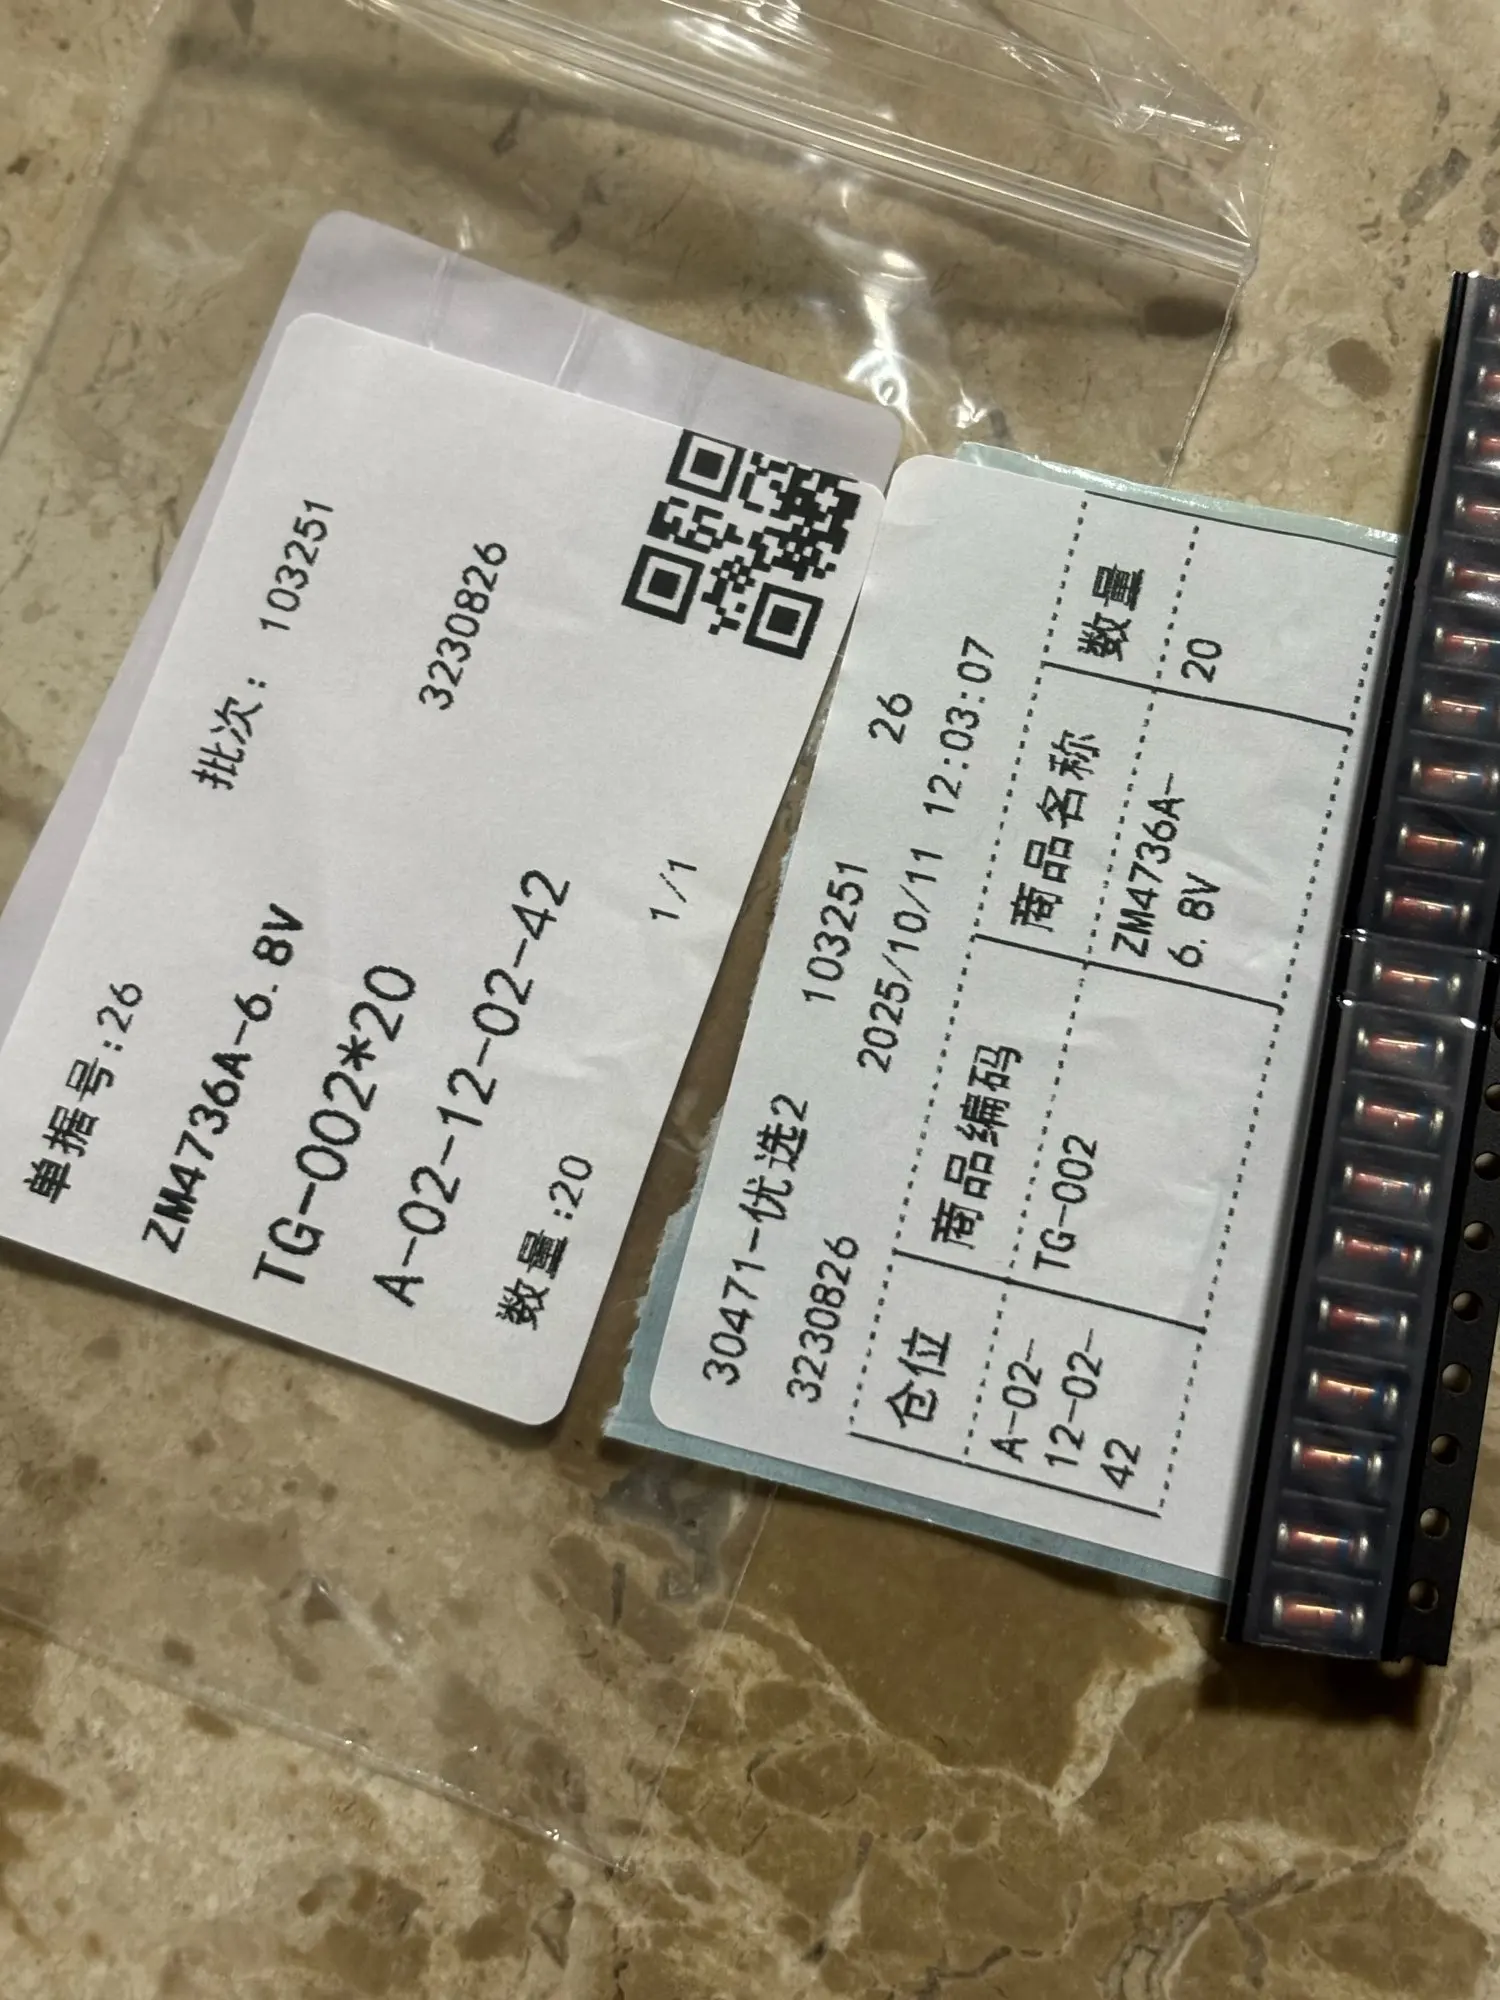 单据号:26
批次: 103251
ZM4736A-6.8V
TG-002*20
3230826
A-02-12-02-42
数量:20
1/1
30471-优选2
103251
26
3230826
2025/10/11 12:03:07
仓位
商品编码
商品名称
数量
A-02-
12-02-
42
TG-002
ZM4736A-
6.8V
20